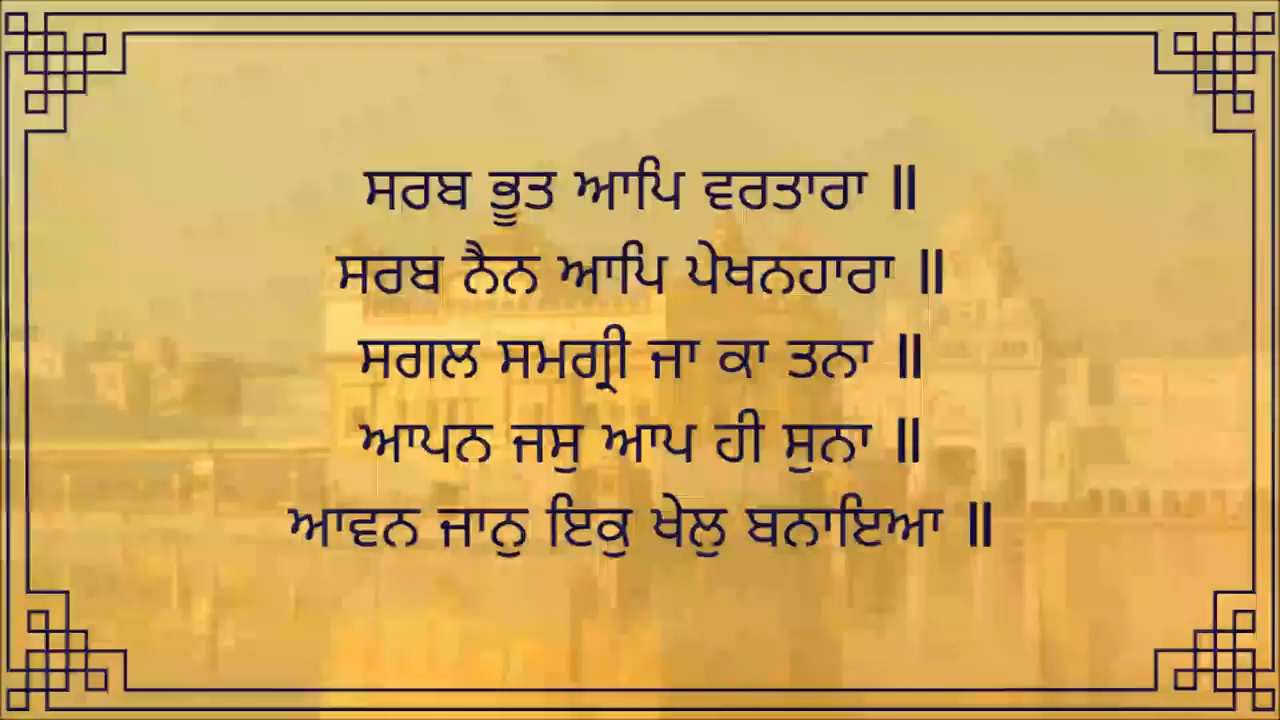 ਸਰਬ ਭੂਤ ਆਪਿ ਵਰਤਾਰਾ ॥
ਸਰਬ ਨੈਨ ਆਪਿ ਪੇਖਨਹਾਰਾ ॥
ਸਗਲ ਸਮਗ੍ਰੀ ਜਾ ਕਾ ਤਨਾ ॥
ਆਪਨ ਜਸੁ ਆਪ ਹੀ ਸੁਨਾ ॥
ਆਵਨ ਜਾਨੁ ਇਕੁ ਖੇਲੁ ਬਨਾਇਆ ॥